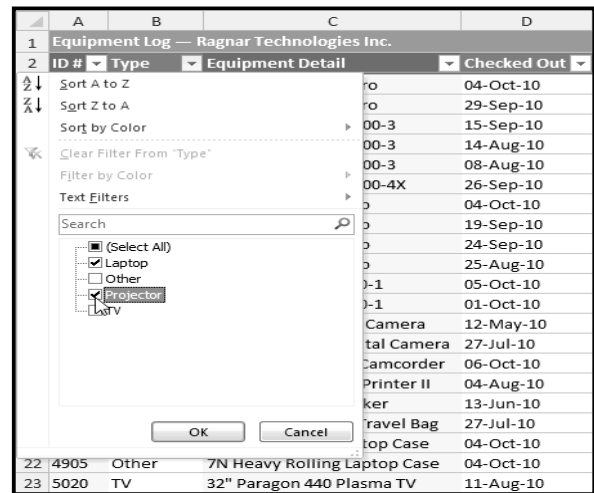 A B C D
1 Equipment Log — Ragnar Technologies Inc.
2 ID # Type Equipment Detail Checked Out
Sort A to Z ro 04-Oct-10
Sort Z to A ro 29-Sep-10
Sort by Color 00-3 15-Sep-10
Clear Filter From "Type" 00-3 14-Aug-10
Filter by Color 00-3 08-Aug-10
Text Filters 00-4X 26-Sep-10
04-Oct-10
Search 19-Sep-10
(Select All) 24-Sep-10
Laptop 25-Aug-10
Other 0-1 05-Oct-10
Projector 0-1 01-Oct-10
TV Camera 12-May-10
tal Camera 27-Jul-10
Camcorder 06-Oct-10
Printer II 04-Aug-10
ker 13-Jun-10
OK Cancel Travel Bag 27-Jul-10
top Case 04-Oct-10
22 4905 Other 7N Heavy Rolling Laptop Case 04-Oct-10
23 5020 TV 32" Paragon 440 Plasma TV 11-Aug-10